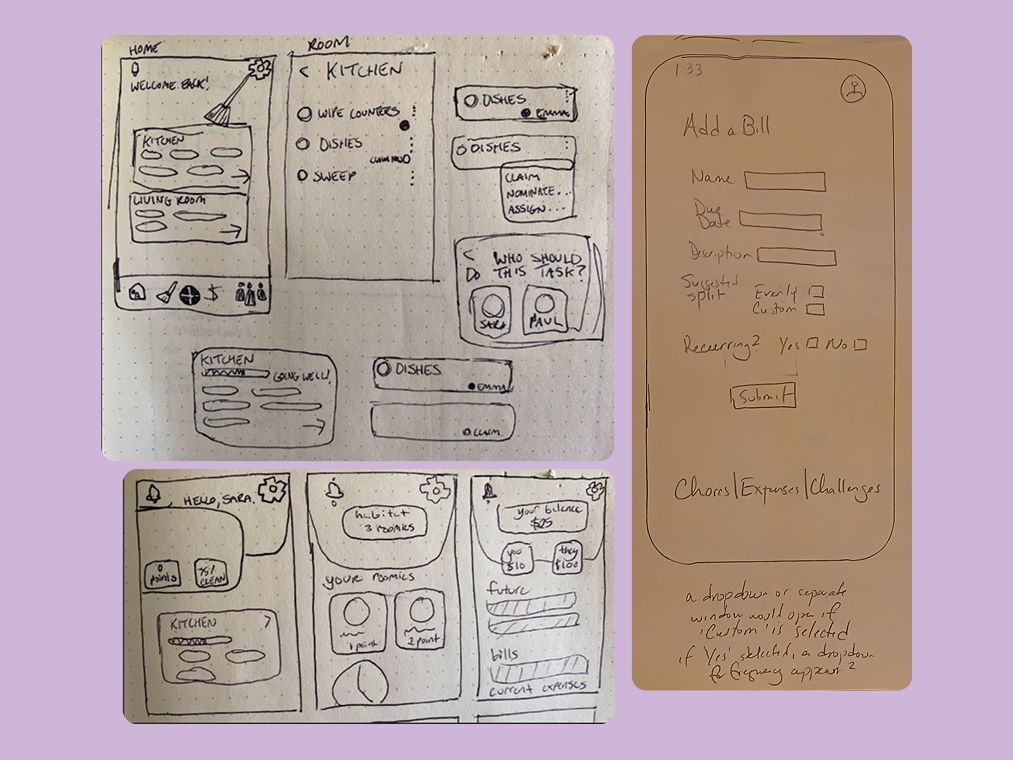 HOME
WELCOME BACK!
KITCHEN
LIVING ROOM
$
ROOM
< KITCHEN
WIPE COUNTERS
DISHES
CLAIM
SWEEP
DISHES
EMMA
DISHES
CLAIM
NOMINATE...
ASSIGN...
< WHO SHOULD
DO THIS TASK?
SARA
PAUL
KITCHEN
GOING WELL!
DISHES
EMMA
CLAIM
HELLO, SARA.
0
points
75%
CLEAN
KITCHEN >
habitat
3 roomies
your roomies
1 point
2 point
your balance
$25
you
$10
they
$100
future
bills
current expenses
1:33
Add a Bill
Name
Due
Date
Description
Suggested
split
Evenly
Custom
Recurring? Yes No
Submit
Chores|Expenses|Challenges
a dropdown or separate
window would open if
'Custom' is selected
if 'Yes' selected, a dropdown
for frequency appears?